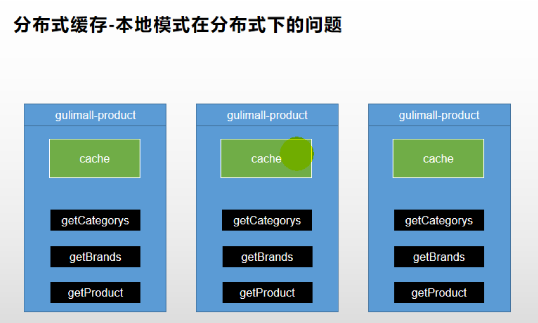 分布式缓存-本地模式在分布式下的问题
gulimall-product
cache
getCategorys
getBrands
getProduct
gulimall-product
cache
getCategorys
getBrands
getProduct
gulimall-product
cache
getCategorys
getBrands
getProduct